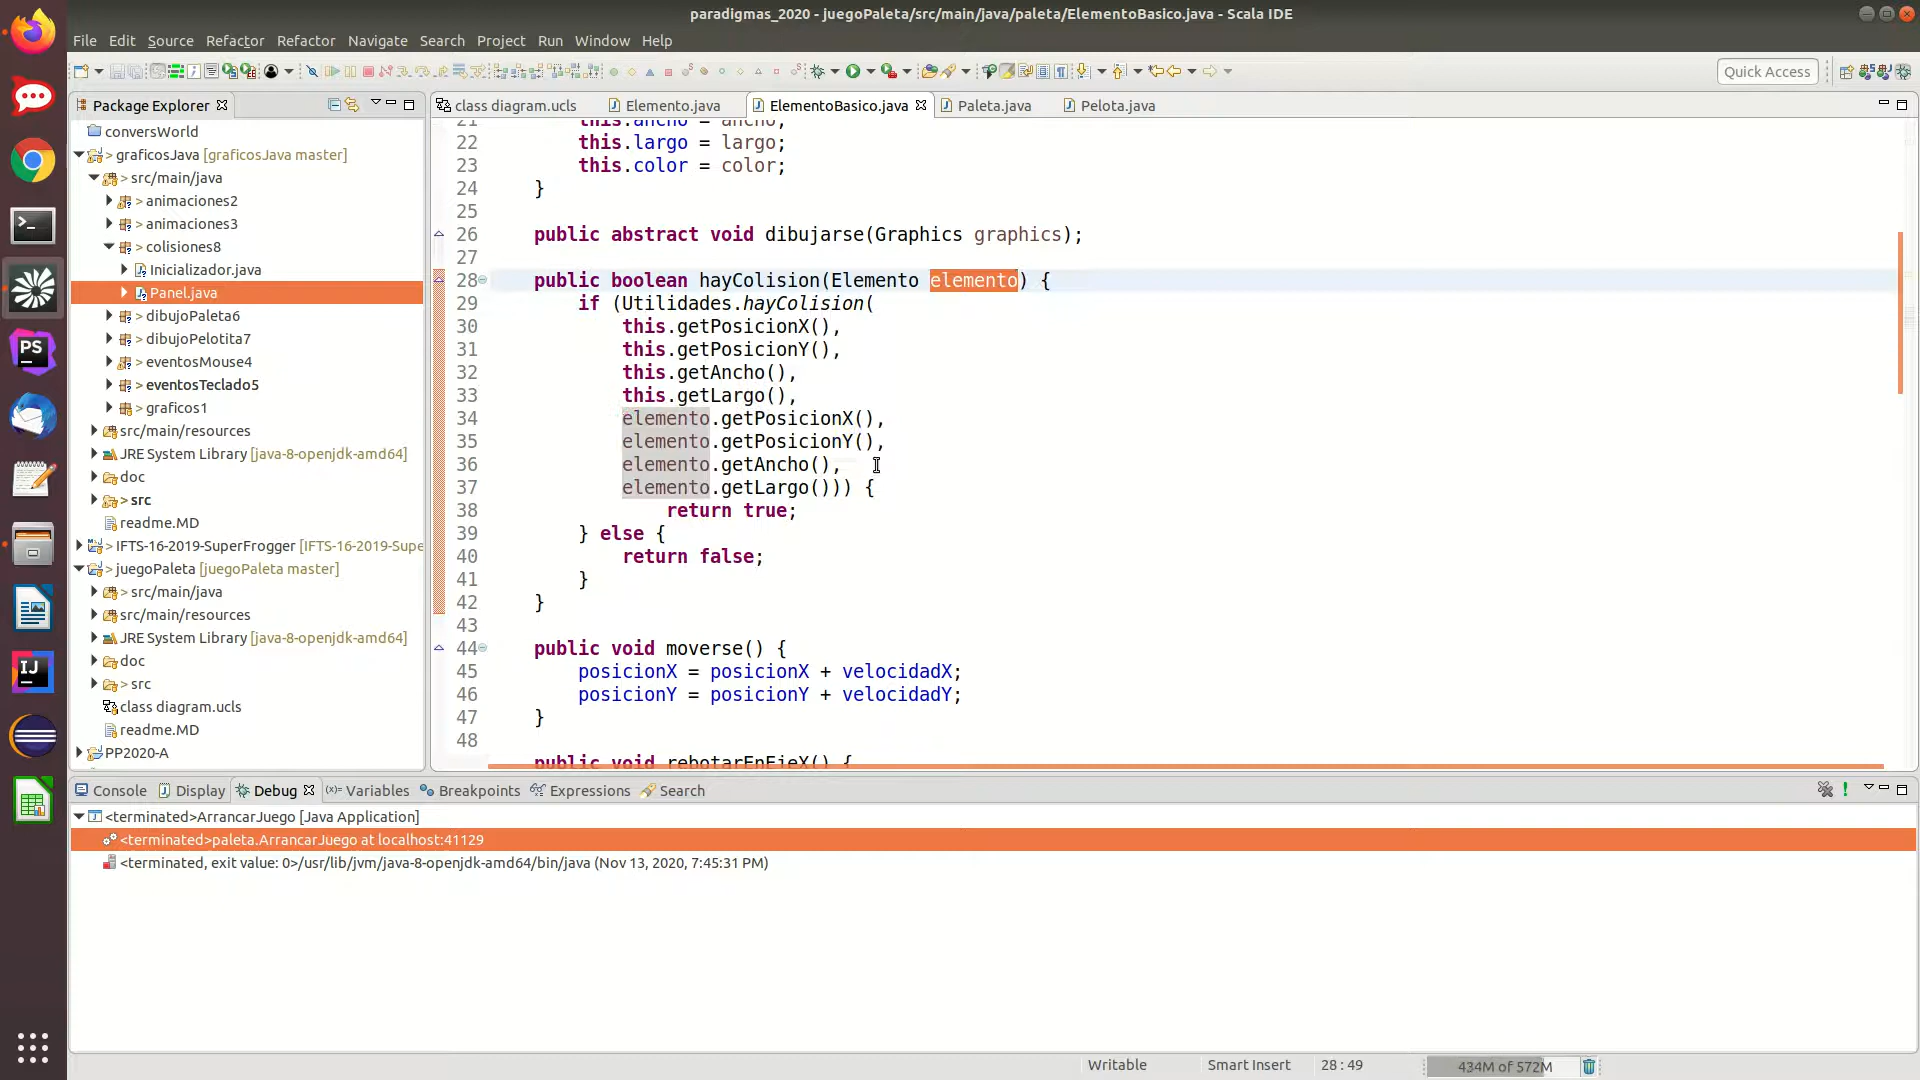 paradigmas_2020 - juegoPaleta/src/main/java/paleta/ElementoBasico.java - Scala IDE
File Edit Source Refactor Refactor Navigate Search Project Run Window Help
Quick Access
Package Explorer
conversWorld
> graficosJava [graficosJava master]
> src/main/java
> animaciones2
> animaciones3
> colisiones8
Inicializador.java
Panel.java
> dibujoPaleta6
> dibujoPelotita7
> eventosMouse4
> eventosTeclado5
> graficos1
src/main/resources
JRE System Library [java-8-openjdk-amd64]
doc
> src
readme.MD
> IFTS-16-2019-SuperFrogger [IFTS-16-2019-Supe
> juegoPaleta [juegoPaleta master]
> src/main/java
src/main/resources
JRE System Library [java-8-openjdk-amd64]
doc
> src
class diagram.ucls
readme.MD
PP2020-A
class diagram.ucls Elemento.java ElementoBasico.java Paleta.java Pelota.java
21 this.ancho = ancho;
22 this.largo = largo;
23 this.color = color;
24 }
25
26 public abstract void dibujarse(Graphics graphics);
27
28 public boolean hayColision(Elemento elemento) {
29 if (Utilidades.hayColision(
30 this.getPosicionX(),
31 this.getPosicionY(),
32 this.getAncho(),
33 this.getLargo(),
34 elemento.getPosicionX(),
35 elemento.getPosicionY(),
36 elemento.getAncho(),
37 elemento.getLargo())) {
38 return true;
39 } else {
40 return false;
41 }
42 }
43
44 public void moverse() {
45 posicionX = posicionX + velocidadX;
46 posicionY = posicionY + velocidadY;
47 }
48
public void rebotarEnEjeX() {
Console Display Debug Variables Breakpoints Expressions Search
<terminated>ArrancarJuego [Java Application]
<terminated>paleta.ArrancarJuego at localhost:41129
<terminated, exit value: 0>/usr/lib/jvm/java-8-openjdk-amd64/bin/java (Nov 13, 2020, 7:45:31 PM)
Writable Smart Insert 28 : 49 434M of 572M